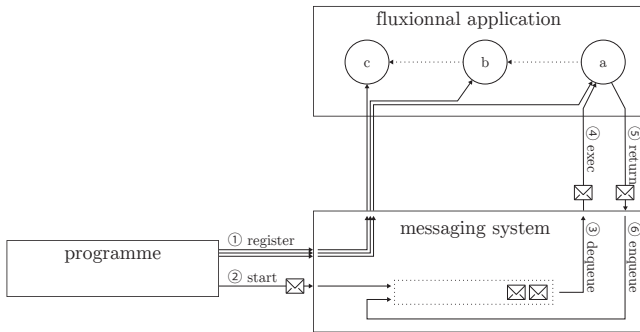 fluxionnal application
c
b
a
④ exec
⑤ return
① register
messaging system
programme
③ dequeue
⑥ enqueue
② start